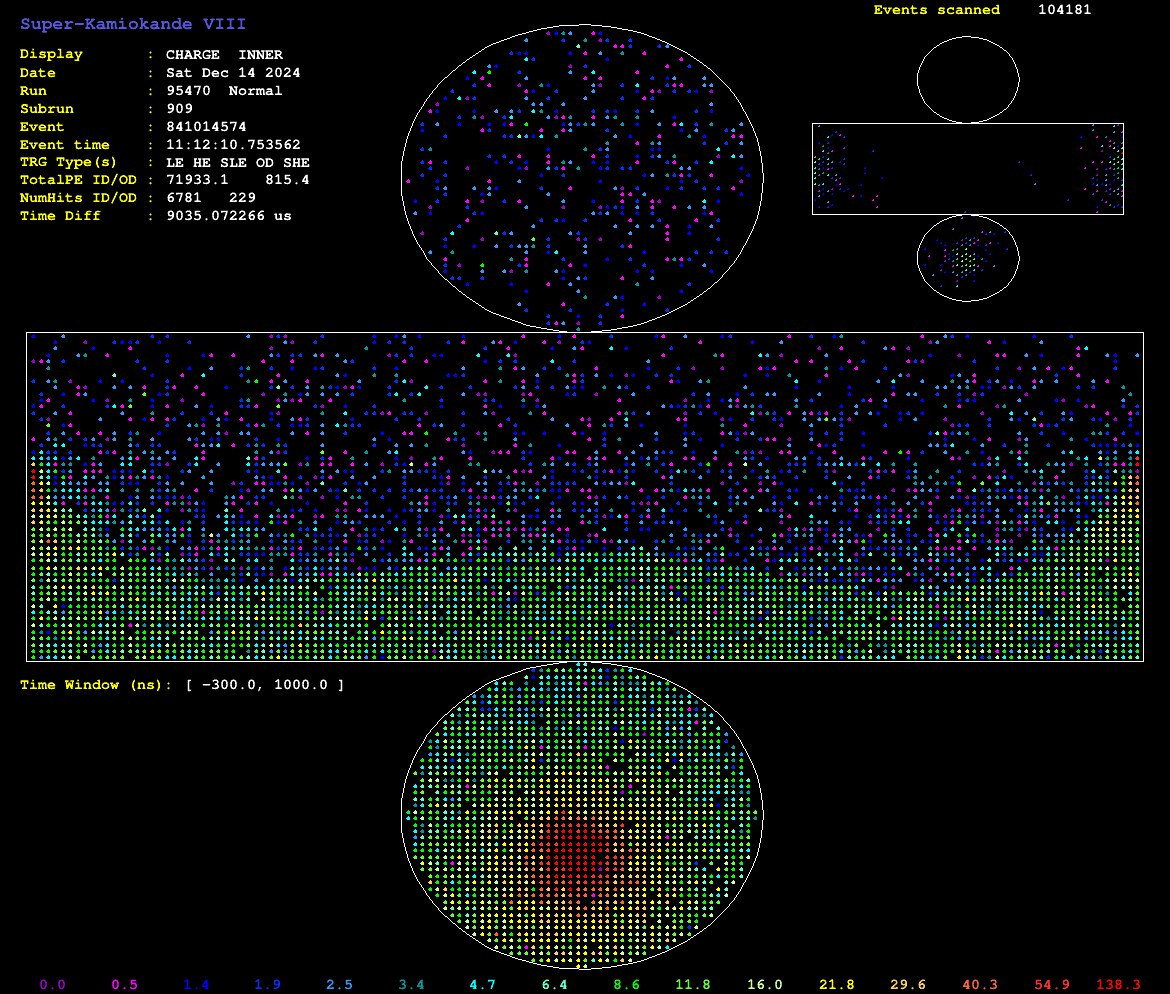 Super-Kamiokande VIII
Display : CHARGE INNER
Date : Sat Dec 14 2024
Run : 95470 Normal
Subrun : 909
Event : 841014574
Event time : 11:12:10.753562
TRG Type(s) : LE HE SLE OD SHE
TotalPE ID/OD : 71933.1 815.4
NumHits ID/OD : 6781 229
Time Diff : 9035.072266 us
Events scanned 104181
Time Window (ns): [ -300.0, 1000.0 ]
0.0 0.5 1.4 1.9 2.5 3.4 4.7 6.4 8.6 11.8 16.0 21.8 29.6 40.3 54.9 138.3